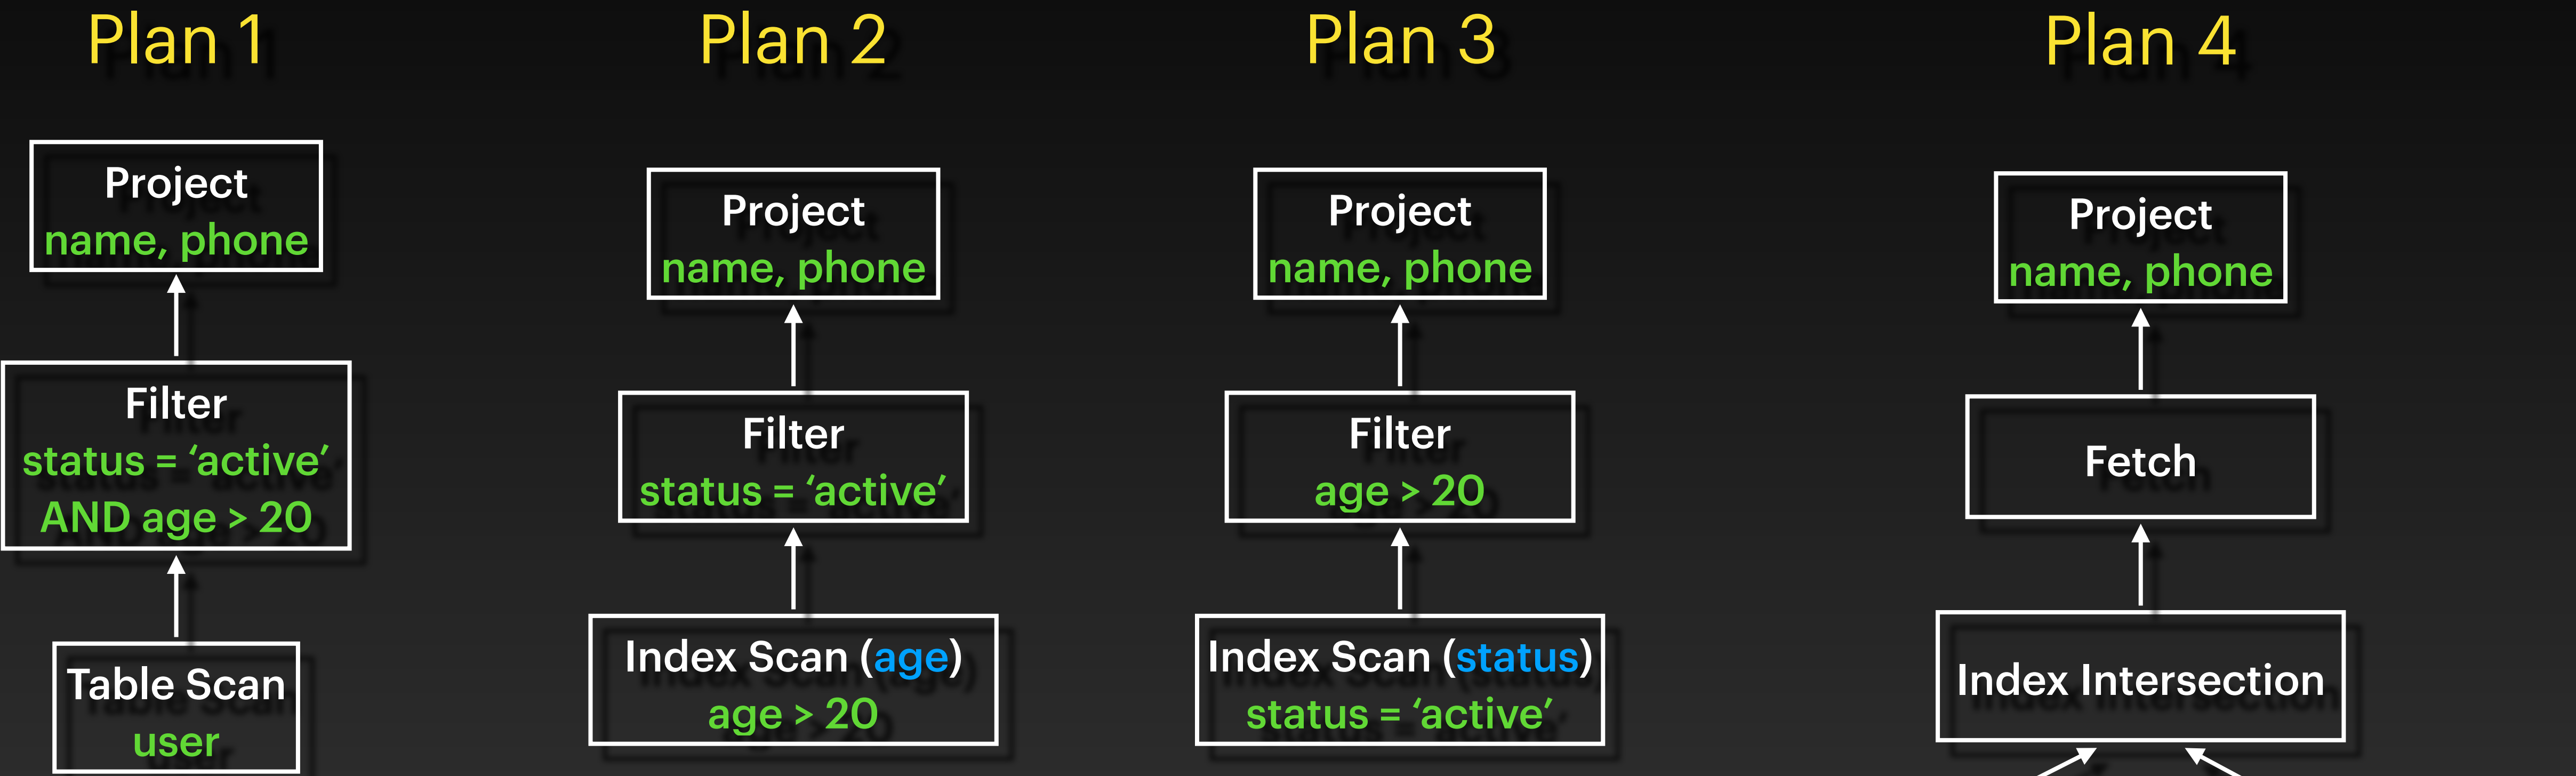 Plan 1
Project
name, phone
Filter
status = ‘active’
AND age > 20
Table Scan
user
Plan 2
Project
name, phone
Filter
status = ‘active’
Index Scan (age)
age > 20
Plan 3
Project
name, phone
Filter
age > 20
Index Scan (status)
status = ‘active’
Plan 4
Project
name, phone
Fetch
Index Intersection